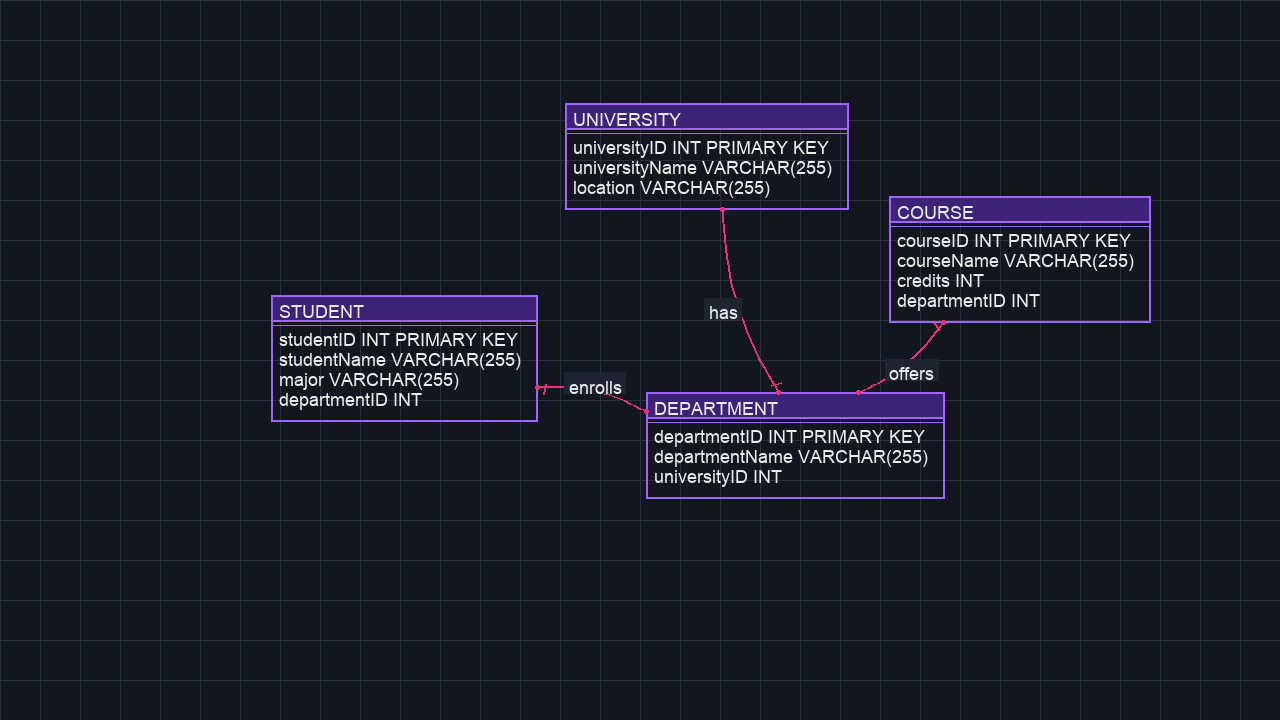 UNIVERSITY
universityID INT PRIMARY KEY
universityName VARCHAR(255)
location VARCHAR(255)
COURSE
courseID INT PRIMARY KEY
courseName VARCHAR(255)
credits INT
departmentID INT
STUDENT
studentID INT PRIMARY KEY
studentName VARCHAR(255)
major VARCHAR(255)
departmentID INT
has
offers
enrolls
DEPARTMENT
departmentID INT PRIMARY KEY
departmentName VARCHAR(255)
universityID INT